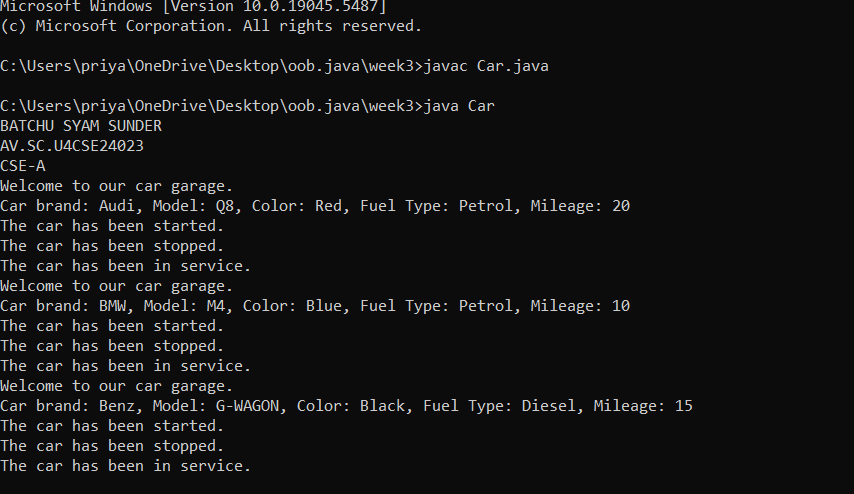 Microsoft Windows [Version 10.0.19045.5487]
(c) Microsoft Corporation. All rights reserved.
C:\Users\priya\OneDrive\Desktop\oob.java\week3>javac Car.java
C:\Users\priya\OneDrive\Desktop\oob.java\week3>java Car
BATCHU SYAM SUNDER
AV.SC.U4CSE24023
CSE-A
Welcome to our car garage.
Car brand: Audi, Model: Q8, Color: Red, Fuel Type: Petrol, Mileage: 20
The car has been started.
The car has been stopped.
The car has been in service.
Welcome to our car garage.
Car brand: BMW, Model: M4, Color: Blue, Fuel Type: Petrol, Mileage: 10
The car has been started.
The car has been stopped.
The car has been in service.
Welcome to our car garage.
Car brand: Benz, Model: G-WAGON, Color: Black, Fuel Type: Diesel, Mileage: 15
The car has been started.
The car has been stopped.
The car has been in service.